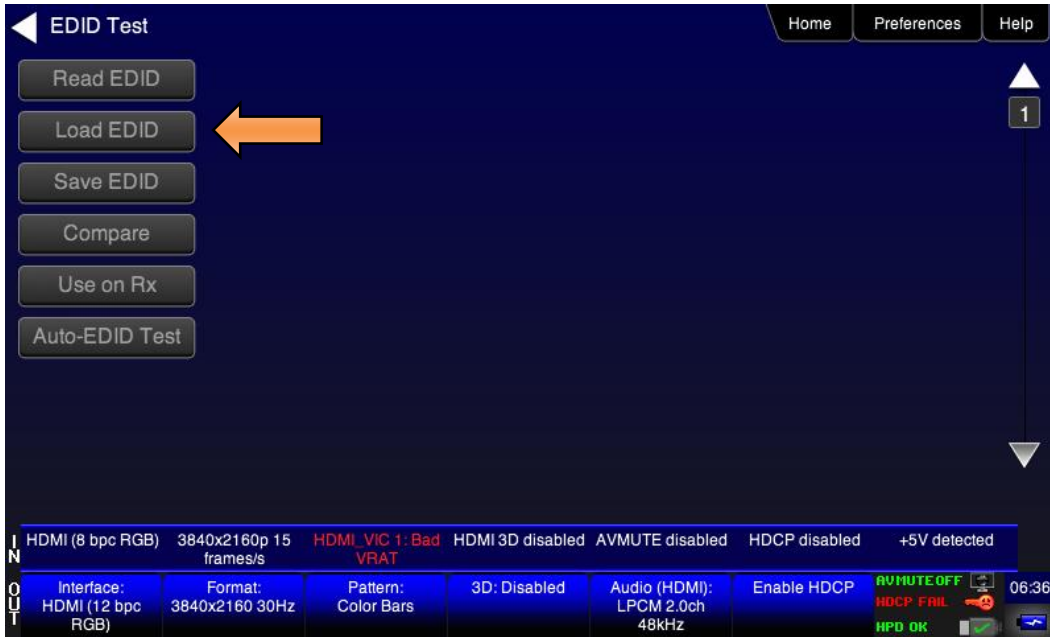 EDID Test
Home
Preferences
Help
Read EDID
Load EDID
Save EDID
Compare
Use on Rx
Auto-EDID Test
1
IN
HDMI (8 bpc RGB)
3840x2160p 15
frames/s
HDMI_VIC 1: Bad
VRAT
HDMI 3D disabled
AVMUTE disabled
HDCP disabled
+5V detected
OUT
Interface:
HDMI (12 bpc
RGB)
Format:
3840x2160 30Hz
Pattern:
Color Bars
3D: Disabled
Audio (HDMI):
LPCM 2.0ch
48kHz
Enable HDCP
AVMUTEOFF
HDCP FAIL
HPD OK
06:36